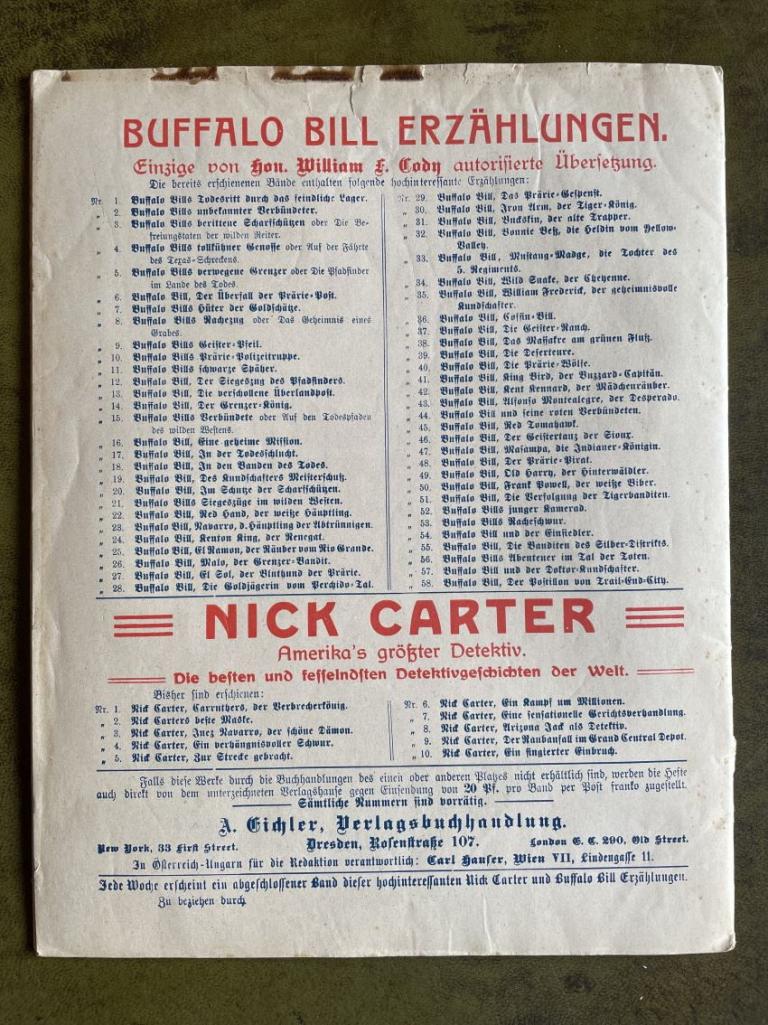 BUFFALO BILL ERZÄHLUNGEN.
Einzige von Hon. William F. Cody autorisierte Übersetzung.
Die bereits erschienenen Bände enthalten folgende hochinteressante Erzählungen:
Nr. 1. Buffalo Bills Todesritt durch das feindliche Lager.
„ 2. Buffalo Bills unbekannter Verbündeter.
„ 3. Buffalo Bills berittene Scharfschützen oder Die Be-
freiungstaten der wilden Reiter.
„ 4. Buffalo Bills tollkühner Genosse oder Auf der Fährte
des Texas-Schreckens.
„ 5. Buffalo Bills verwegene Grenzer oder Die Pfadfinder
im Lande des Todes.
„ 6. Buffalo Bill, Der Überfall der Prärie-Post.
„ 7. Buffalo Bills Hüter der Goldschätze.
„ 8. Buffalo Bills Rachezug oder Das Geheimnis eines
Grabes.
„ 9. Buffalo Bills Geister-Pfeil.
„ 10. Buffalo Bills Prärie-Polizeitruppe.
„ 11. Buffalo Bills schwarze Späher.
„ 12. Buffalo Bill, Der Siegeszug des Pfadfinders.
„ 13. Buffalo Bill, Die verschollene Überlandpost.
„ 14. Buffalo Bill, Der Grenzer-König.
„ 15. Buffalo Bills Verbündete oder Auf den Todespfaden
des wilden Westens.
„ 16. Buffalo Bill, Eine geheime Mission.
„ 17. Buffalo Bill, In der Todesschlucht.
„ 18. Buffalo Bill, In den Banden des Todes.
„ 19. Buffalo Bill, Des Kundschafters Meisterschuß.
„ 20. Buffalo Bill, Im Schutze der Scharfschützen.
„ 21. Buffalo Bills Siegeszüge im wilden Westen.
„ 22. Buffalo Bill, Red Hand, der weiße Häuptling.
„ 23. Buffalo Bill, Navarro, d. Häuptling der Abtrünnigen.
„ 24. Buffalo Bill, Kenton King, der Renegat.
„ 25. Buffalo Bill, El Ramon, der Räuber vom Rio Grande.
„ 26. Buffalo Bill, Malo, der Grenzer-Bandit.
„ 27. Buffalo Bill, El Sol, der Bluthund der Prärie.
„ 28. Buffalo Bill, Die Goldjägerin vom Perchido-Tal.
Nr. 29. Buffalo Bill, Das Prärie-Gespenst.
„ 30. Buffalo Bill, Iron Arm, der Tiger-König.
„ 31. Buffalo Bill, Buckskin, der alte Trapper.
„ 32. Buffalo Bill, Bonnie Beß, die Heldin vom Yellow-
Valley.
„ 33. Buffalo Bill, Mustang-Madge, die Tochter des
5. Regiments.
„ 34. Buffalo Bill, Wild Snake, der Cheyenne.
„ 35. Buffalo Bill, William Frederick, der geheimnisvolle
Kundschafter.
„ 36. Buffalo Bill, Coffin-Bill.
„ 37. Buffalo Bill, Die Geister-Ranch.
„ 38. Buffalo Bill, Das Massakre am grünen Fluß.
„ 39. Buffalo Bill, Die Deserteure.
„ 40. Buffalo Bill, Die Prärie-Wölfe.
„ 41. Buffalo Bill, King Bird, der Buzzard-Capitän.
„ 42. Buffalo Bill, Kent Kennard, der Mädchenräuber.
„ 43. Buffalo Bill, Alfonso Montealegre, der Desperado.
„ 44. Buffalo Bill und seine roten Verbündeten.
„ 45. Buffalo Bill, Red Tomahawk.
„ 46. Buffalo Bill, Der Geistertanz der Sioux.
„ 47. Buffalo Bill, Masampa, die Indianer-Königin.
„ 48. Buffalo Bill, Der Prärie-Pirat.
„ 49. Buffalo Bill, Old Harry, der Hinterwäldler.
„ 50. Buffalo Bill, Frank Powell, der weiße Biber.
„ 51. Buffalo Bill, Die Verfolgung der Tigerbanditen.
„ 52. Buffalo Bills junger Kamerad.
„ 53. Buffalo Bills Racheschwur.
„ 54. Buffalo Bill und der Einsiedler.
„ 55. Buffalo Bill, Die Banditen des Silber-Distrikts.
„ 56. Buffalo Bills Abenteuer im Tal der Toten.
„ 57. Buffalo Bill und der Doktor-Kundschafter.
„ 58. Buffalo Bill, Der Postillon von Trail-End-City.
NICK CARTER
Amerika's größter Detektiv.
Die besten und fesselndsten Detektivgeschichten der Welt.
Bisher sind erschienen:
Nr. 1. Nick Carter, Carruthers, der Verbrecherkönig.
„ 2. Nick Carters beste Maske.
„ 3. Nick Carter, Inez Navarro, der schöne Dämon.
„ 4. Nick Carter, Ein verhängnisvoller Schwur.
„ 5. Nick Carter, Zur Strecke gebracht.
Nr. 6. Nick Carter, Ein Kampf um Millionen.
„ 7. Nick Carter, Eine sensationelle Gerichtsverhandlung.
„ 8. Nick Carter, Arizona Jack als Detektiv.
„ 9. Nick Carter, Der Raubanfall im Grand Central Depot.
„ 10. Nick Carter, Ein fingierter Einbruch.
Falls diese Werke durch die Buchhandlungen des einen oder anderen Platzes nicht erhältlich sind, werden die Hefte
auch direkt von dem unterzeichneten Verlagshause gegen Einsendung von 20 Pf. pro Band per Post franko zugestellt.
Sämtliche Nummern sind vorrätig.
A. Eichler, Verlagsbuchhandlung.
New York, 33 First Street. Dresden, Rosenstraße 107. London E. C. 290, Old Street.
In Österreich-Ungarn für die Redaktion verantwortlich: Carl Hauser, Wien VII, Lindengasse 11.
Jede Woche erscheint ein abgeschlossener Band dieser hochinteressanten Nick Carter und Buffalo Bill Erzählungen.
Zu beziehen durch